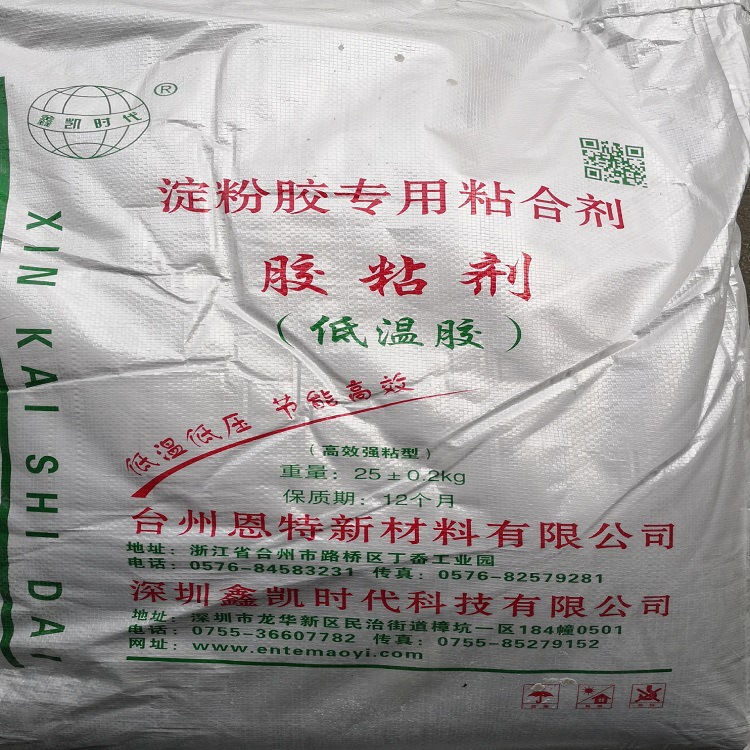 鑫凯时代
®
XIN KAI SHI DAI
淀粉胶专用粘合剂
胶粘剂
（低温胶）
低温低压 节能高效
（高效强粘型）
重量：25±0.2kg
保质期：12个月
台州恩特新材料有限公司
地址：浙江省台州市路桥区丁岙工业园
电话：0576-84583231 传真：0576-82579281
深圳鑫凯时代科技有限公司
地址：深圳市龙华新区民治街道樟坑一区184幢0501
电话：0755-36607782 传真：0755-85279152
网址：www.entemaoyi.com